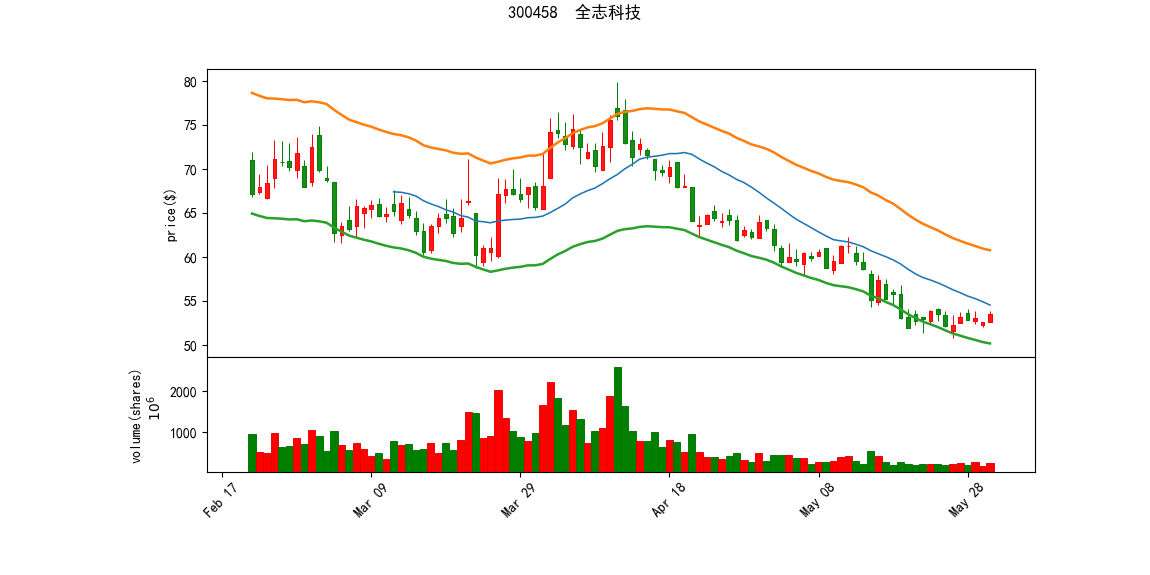 300458 全志科技
80
75
70
65
60
55
50
price($)
2000
1000
volume(shares)
10^6
Feb 17
Mar 09
Mar 29
Apr 18
May 08
May 28